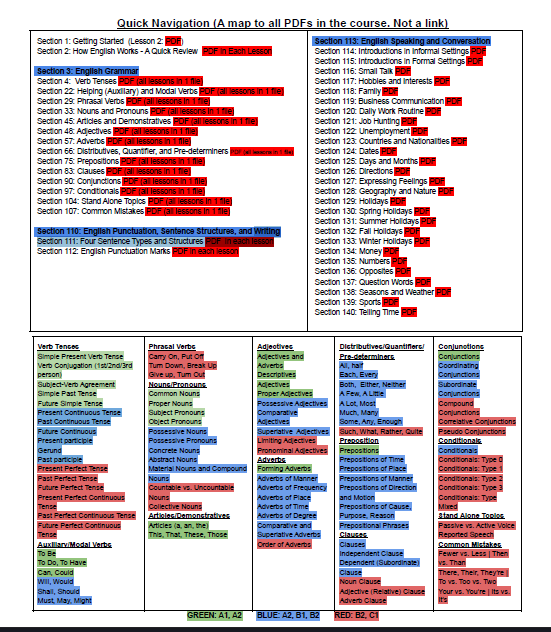 Quick Navigation (A map to all PDFs in the course. Not a link)
Section 1: Getting Started (Lesson 2: PDF)
Section 2: How English Works - A Quick Review PDF in Each Lesson
Section 3: English Grammar
Section 4: Verb Tenses PDF (all lessons in 1 file)
Section 22: Helping (Auxiliary) and Modal Verbs PDF (all lessons in 1 file)
Section 29: Phrasal Verbs PDF (all lessons in 1 file)
Section 33: Nouns and Pronouns PDF (all lessons in 1 file)
Section 45: Articles and Demonstratives PDF (all lessons in 1 file)
Section 48: Adjectives PDF (all lessons in 1 file)
Section 57: Adverbs PDF (all lessons in 1 file)
Section 66: Distributives, Quantifier, and Pre-determiners PDF (all lessons in 1 file)
Section 75: Prepositions PDF (all lessons in 1 file)
Section 83: Clauses PDF (all lessons in 1 file)
Section 90: Conjunctions PDF (all lessons in 1 file)
Section 97: Conditionals PDF (all lessons in 1 file)
Section 104: Stand Alone Topics PDF (all lessons in 1 file)
Section 107: Common Mistakes PDF (all lessons in 1 file)
Section 110: English Punctuation, Sentence Structures, and Writing
Section 111: Four Sentence Types and Structures PDF in each lesson
Section 112: English Punctuation Marks PDF in each lesson
Section 113: English Speaking and Conversation
Section 114: Introductions in Informal Settings PDF
Section 115: Introductions in Formal Settings PDF
Section 116: Small Talk PDF
Section 117: Hobbies and Interests PDF
Section 118: Family PDF
Section 119: Business Communication PDF
Section 120: Daily Work Routine PDF
Section 121: Job Hunting PDF
Section 122: Unemployment PDF
Section 123: Countries and Nationalities PDF
Section 124: Dates PDF
Section 125: Days and Months PDF
Section 126: Directions PDF
Section 127: Expressing Feelings PDF
Section 128: Geography and Nature PDF
Section 129: Holidays PDF
Section 130: Spring Holidays PDF
Section 131: Summer Holidays PDF
Section 132: Fall Holidays PDF
Section 133: Winter Holidays PDF
Section 134: Money PDF
Section 135: Numbers PDF
Section 136: Opposites PDF
Section 137: Question Words PDF
Section 138: Seasons and Weather PDF
Section 139: Sports PDF
Section 140: Telling Time PDF
Verb Tenses
Simple Present Verb Tense
Verb Conjugation (1st/2nd/3rd
person)
Subject-Verb Agreement
Simple Past Tense
Future Simple Tense
Present Continuous Tense
Past Continuous Tense
Future Continuous
Present participle
Gerund
Past participle
Present Perfect Tense
Past Perfect Tense
Future Perfect Tense
Present Perfect Continuous
Tense
Past Perfect Continuous Tense
Future Perfect Continuous
Tense
Auxiliary/Modal Verbs
To Be
To Do, To Have
Can, Could
Will, Would
Shall, Should
Must, May, Might
Phrasal Verbs
Carry On, Put Off
Turn Down, Break Up
Give up, Turn Out
Nouns/Pronouns
Common Nouns
Proper Nouns
Subject Pronouns
Object Pronouns
Possessive Nouns
Possessive Pronouns
Concrete Nouns
Abstract Nouns
Material Nouns and Compound
Nouns
Countable vs. Uncountable
Nouns
Collective Nouns
Articles/Demonstratives
Articles (a, an, the)
This, That, These, Those
Adjectives
Adjectives and
Adverbs
Descriptives
Adjectives
Proper Adjectives
Possessive Adjectives
Comparative
Adjectives
Superlative Adjectives
Limiting Adjectives
Pronominal Adjectives
Adverbs
Forming Adverbs
Adverbs of Manner
Adverbs of Frequency
Adverbs of Place
Adverbs of Time
Adverbs of Degree
Comparative and
Superlative Adverbs
Order of Adverbs
Distributives/Quantifiers/
Pre-determiners
All, half
Each, Every
Both, Either, Neither
A Few, A Little
A Lot, Most
Much, Many
Some, Any, Enough
Such, What, Rather, Quite
Preposition
Prepositions
Prepositions of Time
Prepositions of Place
Prepositions of Manner
Prepositions of Direction
and Motion
Prepositions of Cause,
Purpose, Reason
Prepositional Phrases
Clauses
Clauses
Independent Clause
Dependent (Subordinate)
Clause
Noun Clause
Adjective (Relative) Clause
Adverb Clause
Conjunctions
Conjunctions
Coordinating
Conjunctions
Subordinate
Conjunctions
Compound
Conjunctions
Correlative Conjunctions
Pseudo Conjunctions
Conditionals
Conditionals
Conditionals: Type 0
Conditionals: Type 1
Conditionals: Type 2
Conditionals: Type 3
Conditionals: Type
Mixed
Stand Alone Topics
Passive vs. Active Voice
Reported Speech
Common Mistakes
Fewer vs. Less | Then
vs. Than
There, Their, They're |
To vs. Too vs. Two
Your vs. You're | Its vs.
It's
GREEN: A1, A2 BLUE: A2, B1, B2 RED: B2, C1